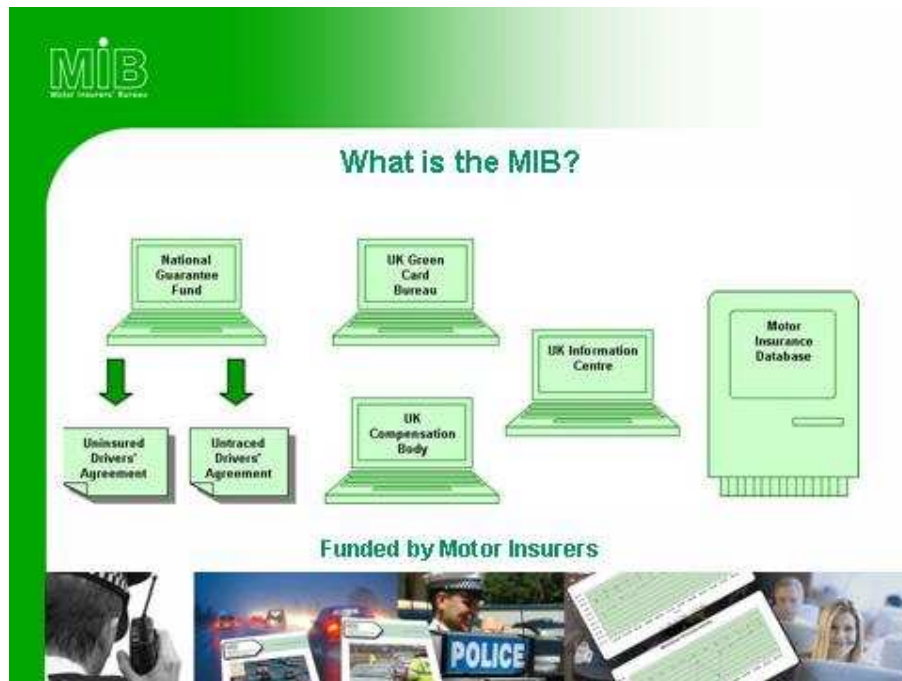 MIB
Motor Insurers' Bureau
What is the MIB?
National
Guarantee
Fund
UK Green
Card
Bureau
UK Information
Centre
Motor
Insurance
Database
Uninsured
Drivers'
Agreement
Untraced
Drivers'
Agreement
UK
Compensation
Body
Funded by Motor Insurers
POLICE